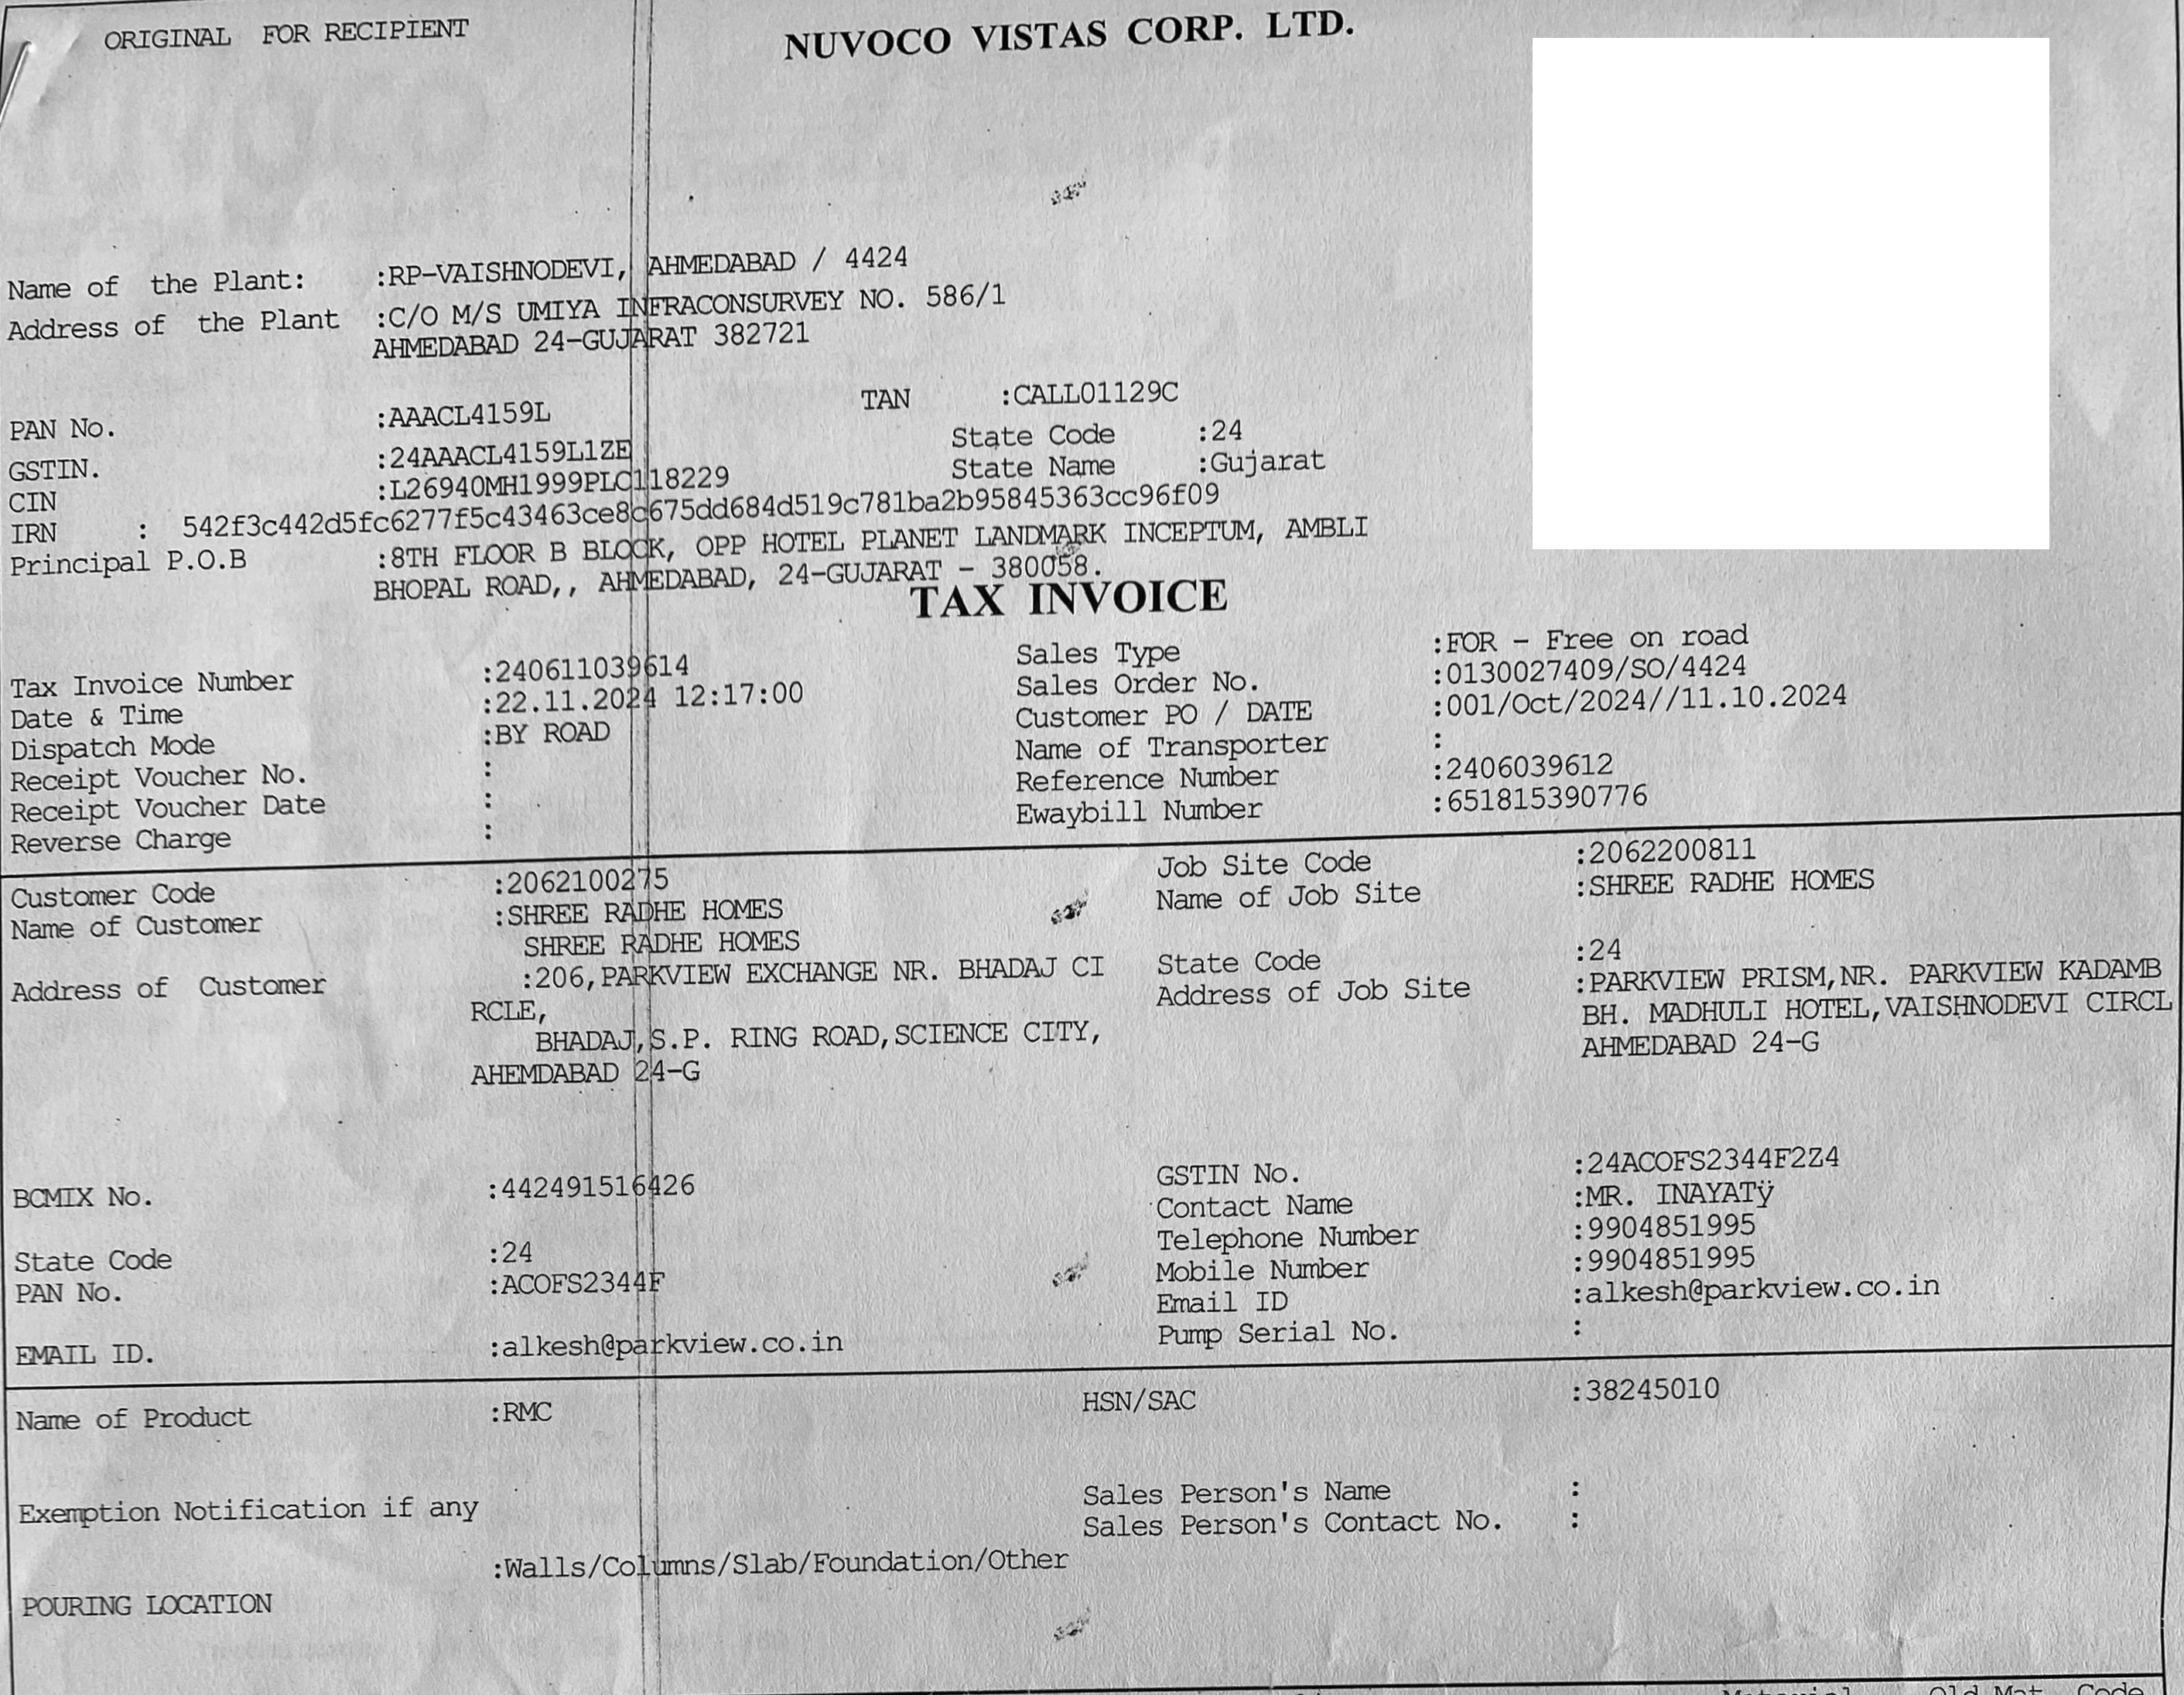 ORIGINAL FOR RECIPIENT
NUVOCO VISTAS CORP. LTD.
Name of the Plant: :RP-VAISHNODEVI, AHMEDABAD / 4424
Address of the Plant :C/O M/S UMIYA INFRACONSURVEY NO. 586/1
AHMEDABAD 24-GUJARAT 382721
PAN No. :AAACL4159L TAN :CALL01129C
GSTIN. :24AAACL4159L1ZE State Code :24
CIN :L26940MH1999PLC118229 State Name :Gujarat
IRN : 542f3c442d5fc6277f5c43463ce8c675dd684d519c781ba2b95845363cc96f09
Principal P.O.B :8TH FLOOR B BLOCK, OPP HOTEL PLANET LANDMARK INCEPTUM, AMBLI
BHOPAL ROAD,, AHMEDABAD, 24-GUJARAT - 380058.
TAX INVOICE
Tax Invoice Number :240611039614 Sales Type :FOR - Free on road
Date & Time :22.11.2024 12:17:00 Sales Order No. :0130027409/SO/4424
Dispatch Mode :BY ROAD Customer PO / DATE :001/Oct/2024//11.10.2024
Receipt Voucher No. : Name of Transporter :
Receipt Voucher Date : Reference Number :2406039612
Reverse Charge : Ewaybill Number :651815390776
Customer Code :2062100275 Job Site Code :2062200811
Name of Customer :SHREE RADHE HOMES Name of Job Site :SHREE RADHE HOMES
SHREE RADHE HOMES State Code :24
Address of Customer :206,PARKVIEW EXCHANGE NR. BHADAJ CI Address of Job Site :PARKVIEW PRISM,NR. PARKVIEW KADAMB
RCLE, BH. MADHULI HOTEL,VAISHNODEVI CIRCL
BHADAJ,S.P. RING ROAD,SCIENCE CITY, AHMEDABAD 24-G
AHEMDABAD 24-G
BCMIX No. :442491516426 GSTIN No. :24ACOFS2344F2Z4
Contact Name :MR. INAYATÿ
State Code :24 Telephone Number :9904851995
PAN No. :ACOFS2344F Mobile Number :9904851995
Email ID :alkesh@parkview.co.in
EMAIL ID. :alkesh@parkview.co.in Pump Serial No. :
Name of Product :RMC HSN/SAC :38245010
Exemption Notification if any Sales Person's Name :
Sales Person's Contact No. :
:Walls/Columns/Slab/Foundation/Other
POURING LOCATION
Material Old Mat. Code